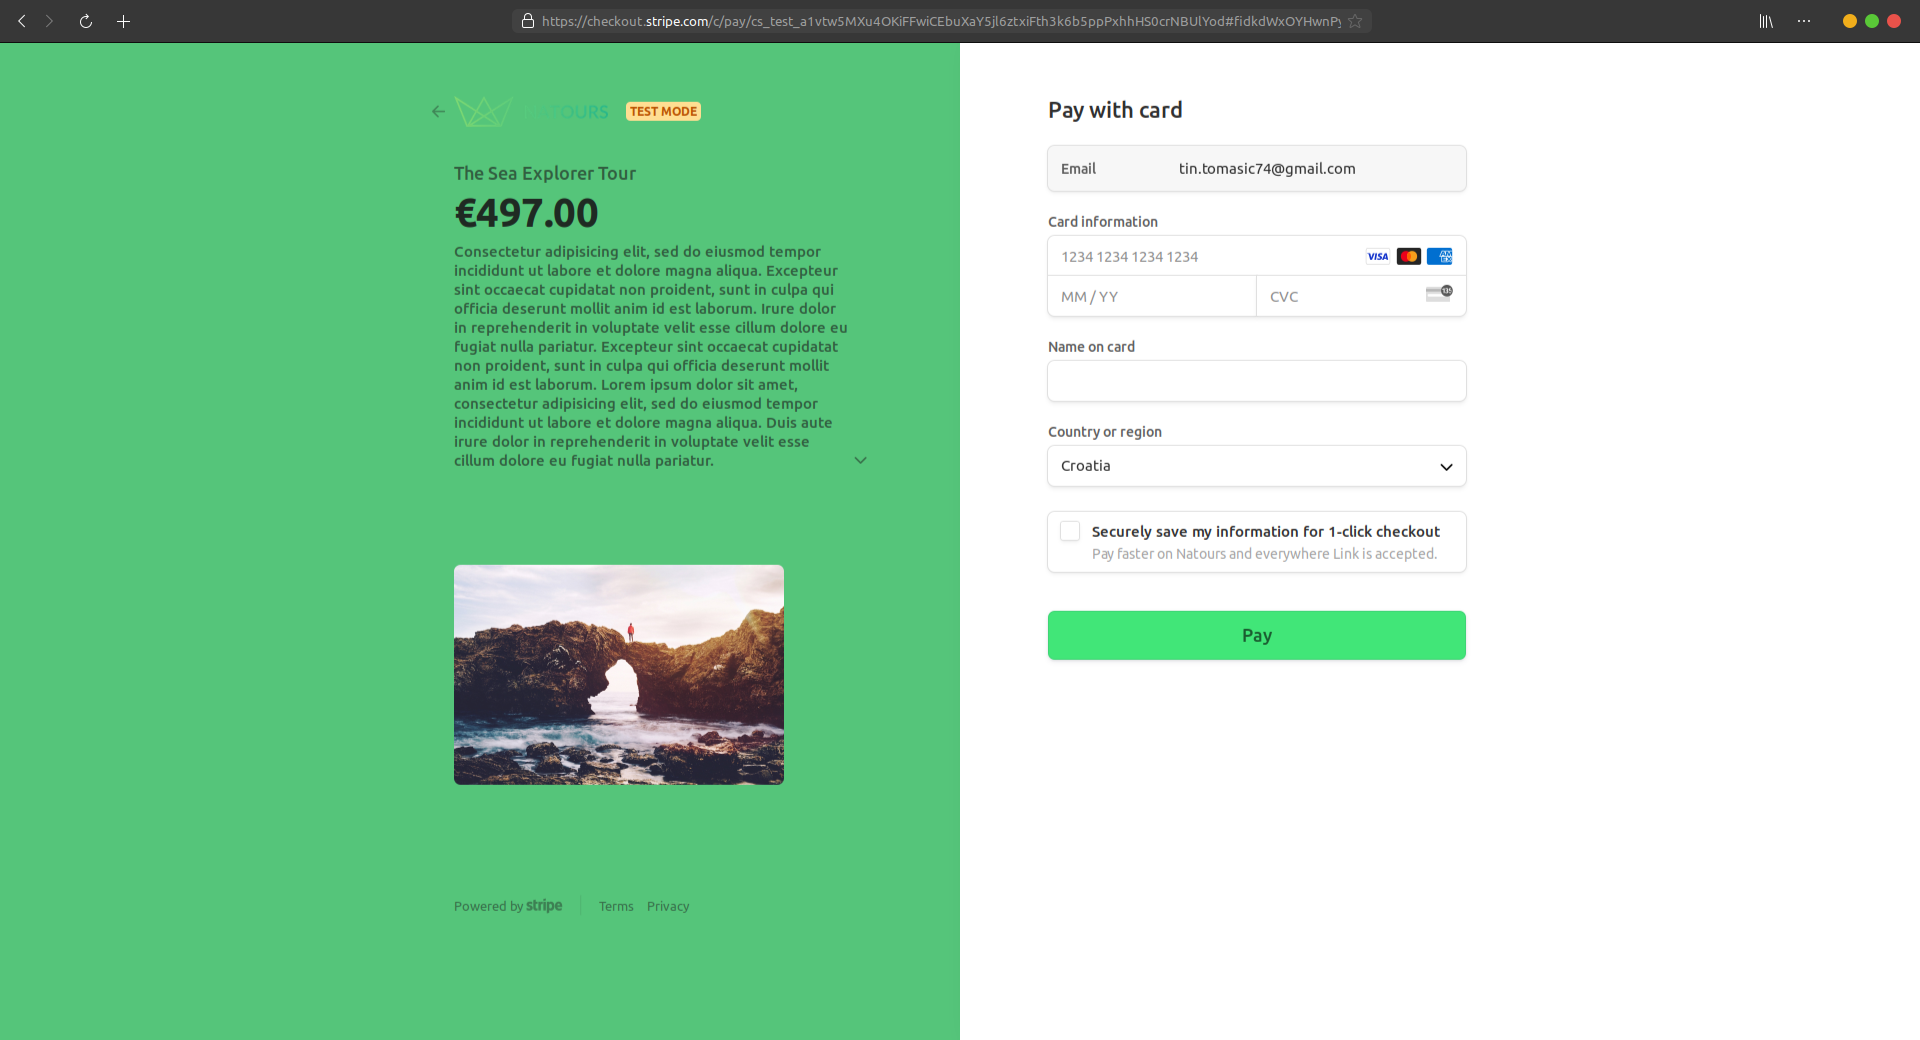 https://checkout.stripe.com/c/pay/cs_test_a1vtw5MXu4OKiFFwiCEbuXaY5jl6ztxiFth3k6b5ppPxhhHS0crNBUlYod#fidkdWxOYHwnPy
NATOURS TEST MODE
The Sea Explorer Tour
€497.00
Consectetur adipisicing elit, sed do eiusmod tempor
incididunt ut labore et dolore magna aliqua. Excepteur
sint occaecat cupidatat non proident, sunt in culpa qui
officia deserunt mollit anim id est laborum. Irure dolor
in reprehenderit in voluptate velit esse cillum dolore eu
fugiat nulla pariatur. Excepteur sint occaecat cupidatat
non proident, sunt in culpa qui officia deserunt mollit
anim id est laborum. Lorem ipsum dolor sit amet,
consectetur adipisicing elit, sed do eiusmod tempor
incididunt ut labore et dolore magna aliqua. Duis aute
irure dolor in reprehenderit in voluptate velit esse
cillum dolore eu fugiat nulla pariatur.
Powered by stripe Terms Privacy
Pay with card
Email tin.tomasic74@gmail.com
Card information
1234 1234 1234 1234 VISA AM EX
MM / YY CVC 135
Name on card
Country or region
Croatia
Securely save my information for 1-click checkout
Pay faster on Natours and everywhere Link is accepted.
Pay